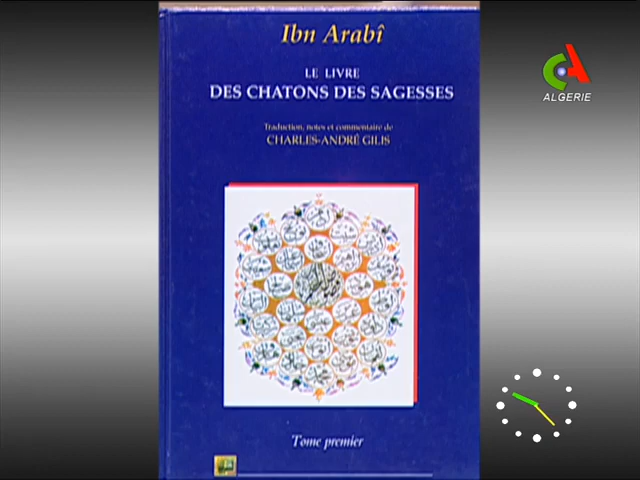 Ibn Arabî
LE LIVRE
DES CHATONS DES SAGESSES
Traduction, notes et commentaire de
CHARLES-ANDRÉ GILIS
Tome premier
ALGERIE